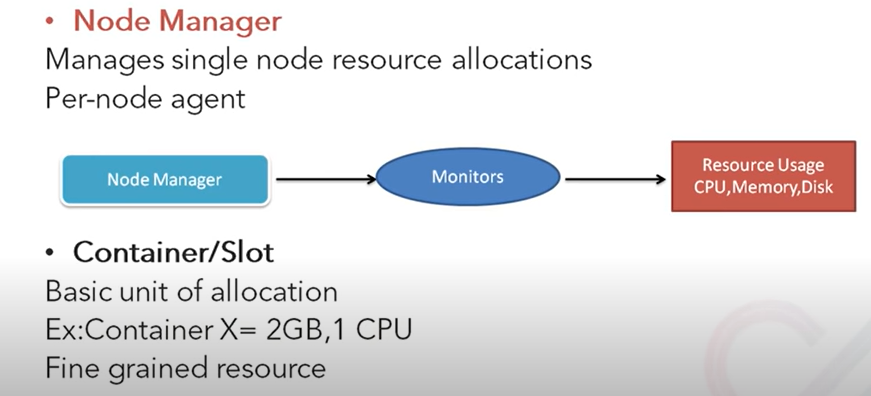 • Node Manager
Manages single node resource allocations
Per-node agent
Node Manager
Monitors
Resource Usage
CPU,Memory,Disk
• Container/Slot
Basic unit of allocation
Ex:Container X= 2GB,1 CPU
Fine grained resource